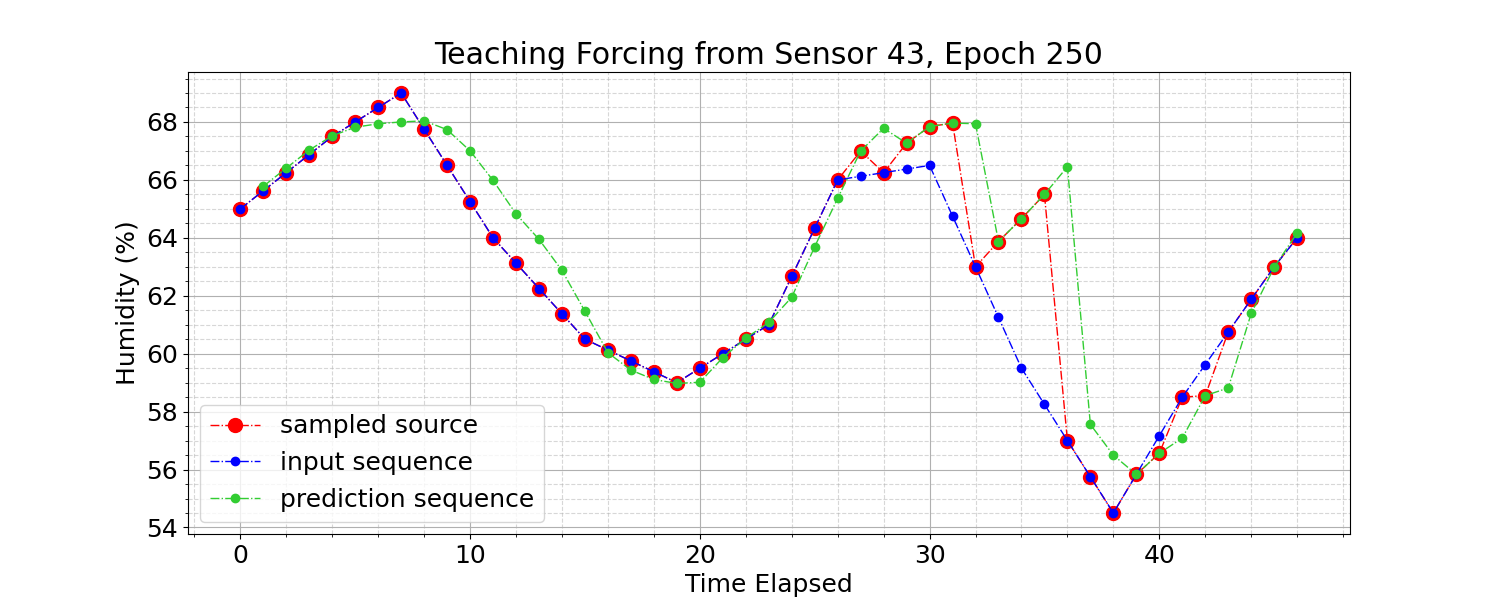 Teaching Forcing from Sensor 43, Epoch 250
Humidity (%)
68
66
64
62
60
58
56
54
sampled source
input sequence
prediction sequence
0 10 20 30 40
Time Elapsed